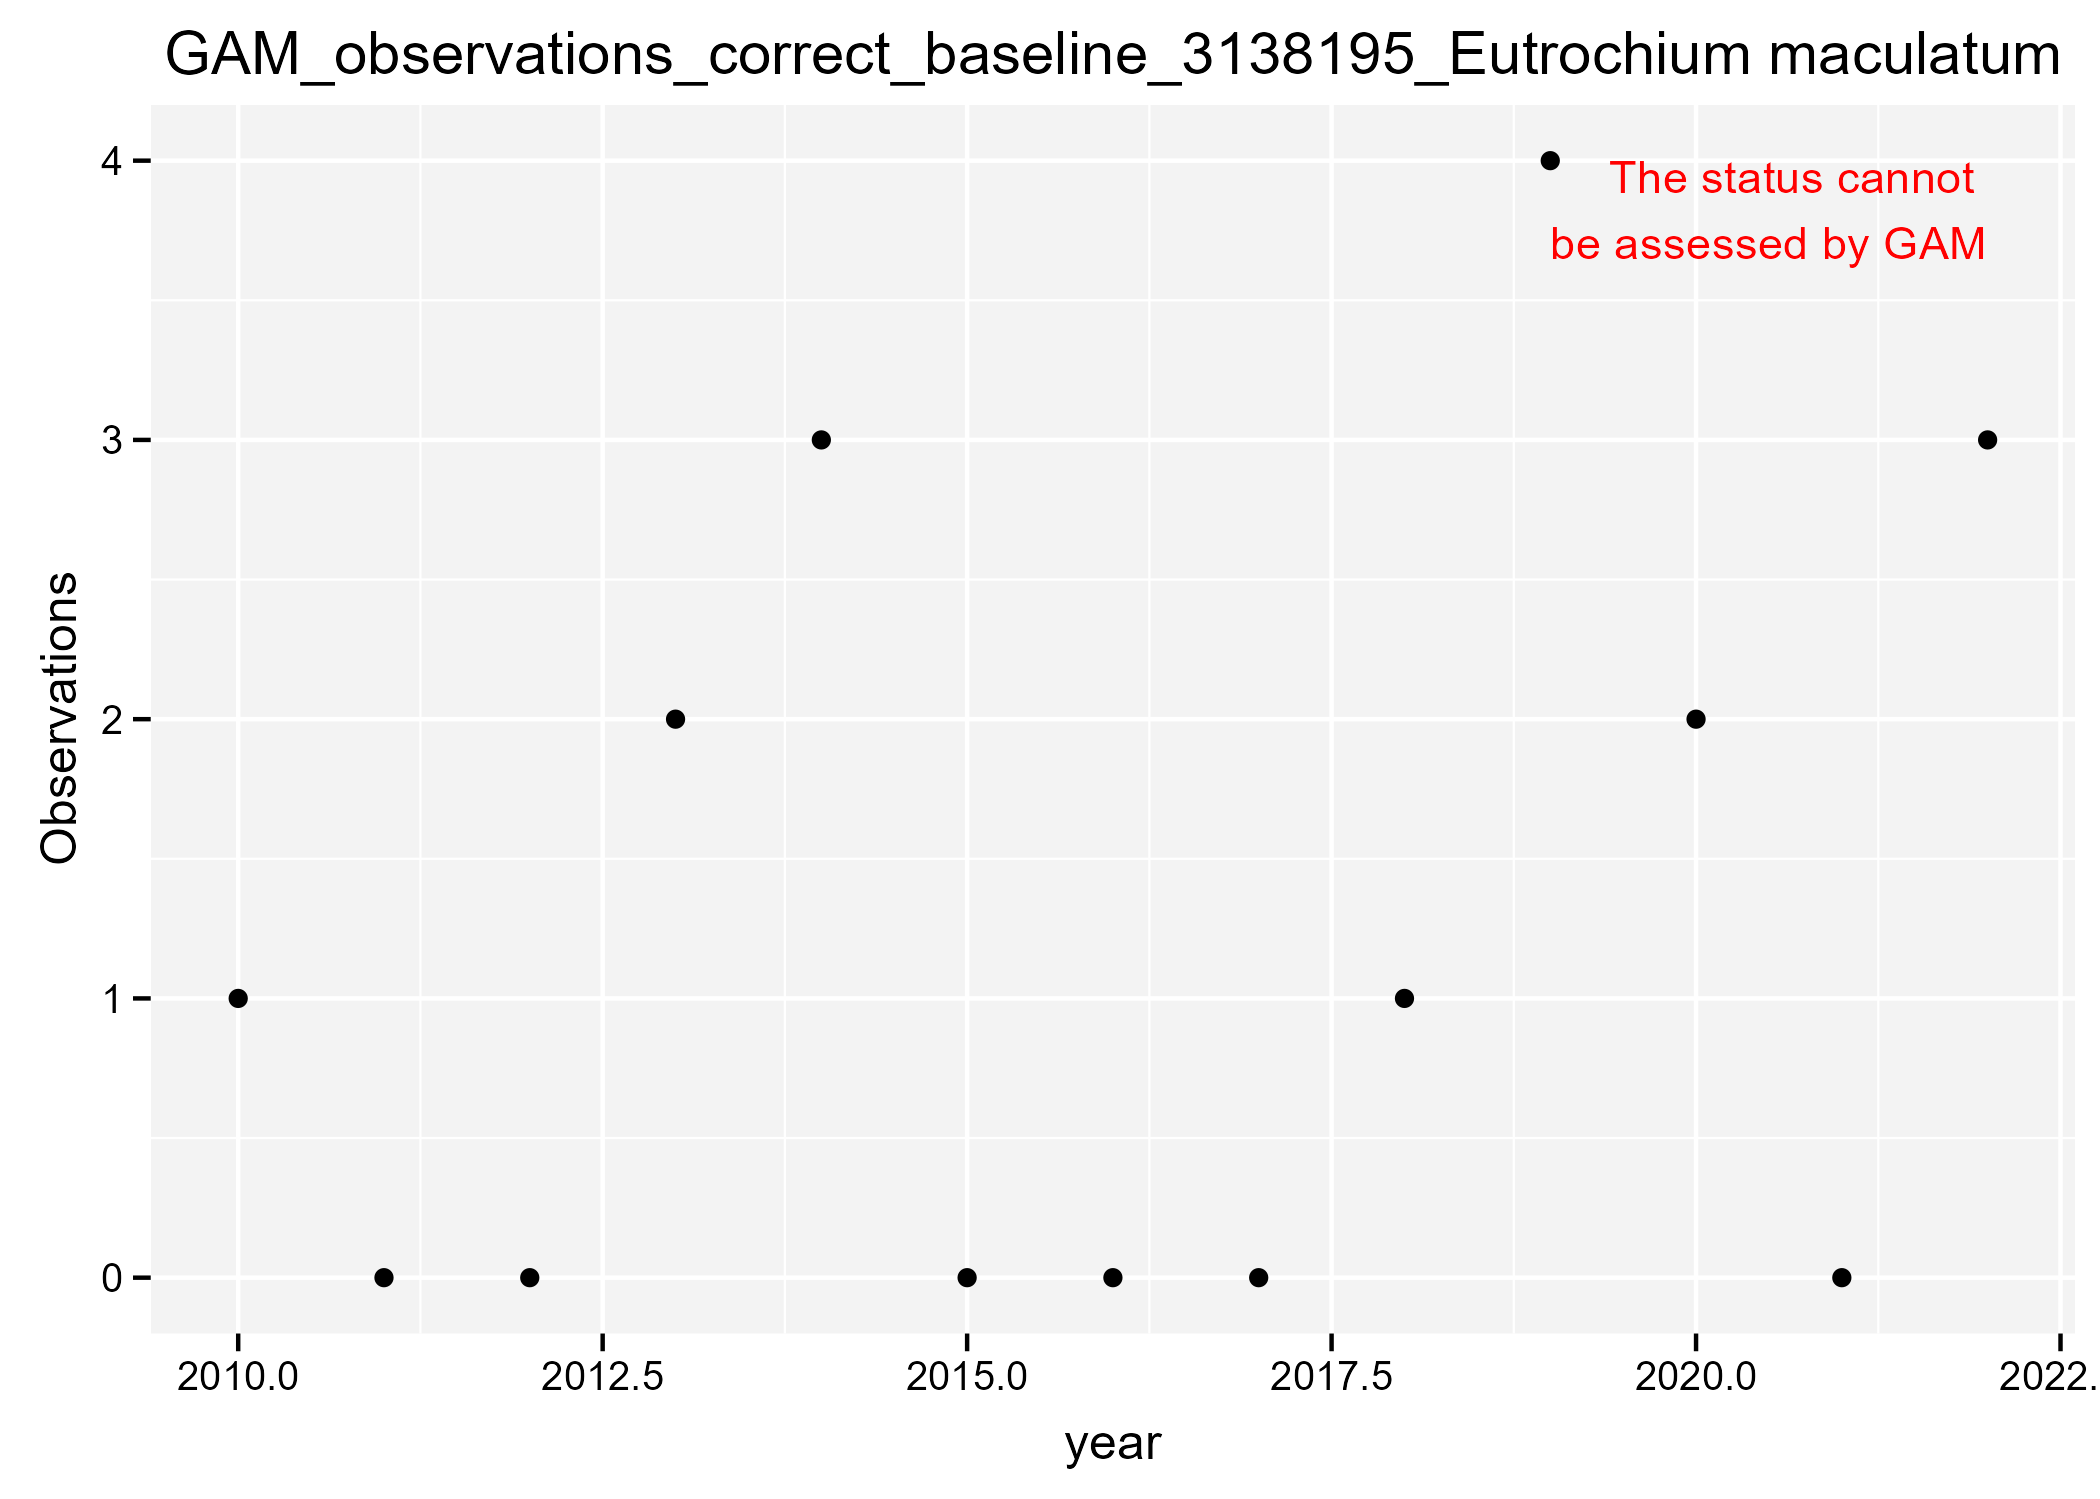 GAM_observations_correct_baseline_3138195_Eutrochium maculatum
The status cannot
be assessed by GAM
Observations
4
3
2
1
0
2010.0 2012.5 2015.0 2017.5 2020.0 2022.
year